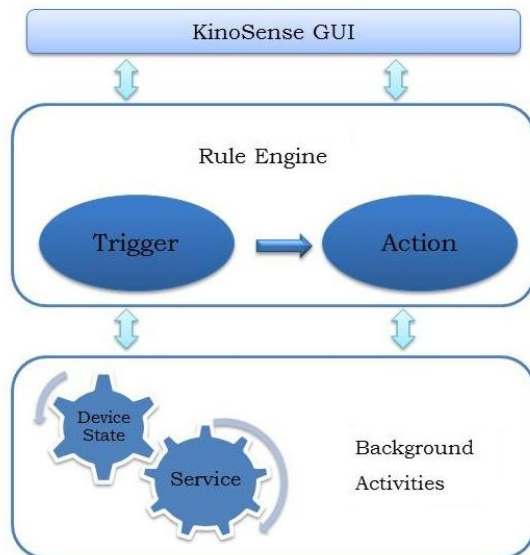 KinoSense GUI
Rule Engine
Trigger
Action
Device
State
Service
Background
Activities